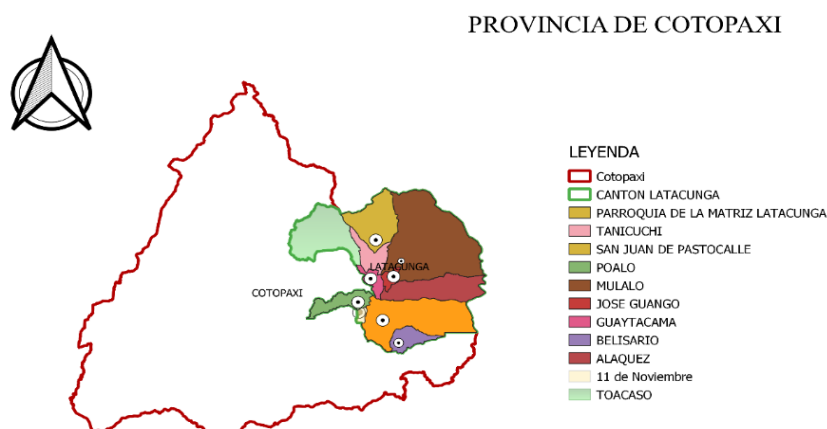 PROVINCIA DE COTOPAXI
LEYENDA
Cotopaxi
CANTON LATACUNGA
PARROQUIA DE LA MATRIZ LATACUNGA
TANICUCHI
SAN JUAN DE PASTOCALLE
POALO
MULALO
JOSE GUANGO
GUAYTACAMA
BELISARIO
ALAQUEZ
11 de Noviembre
TOACASO
LATACUNGA
COTOPAXI